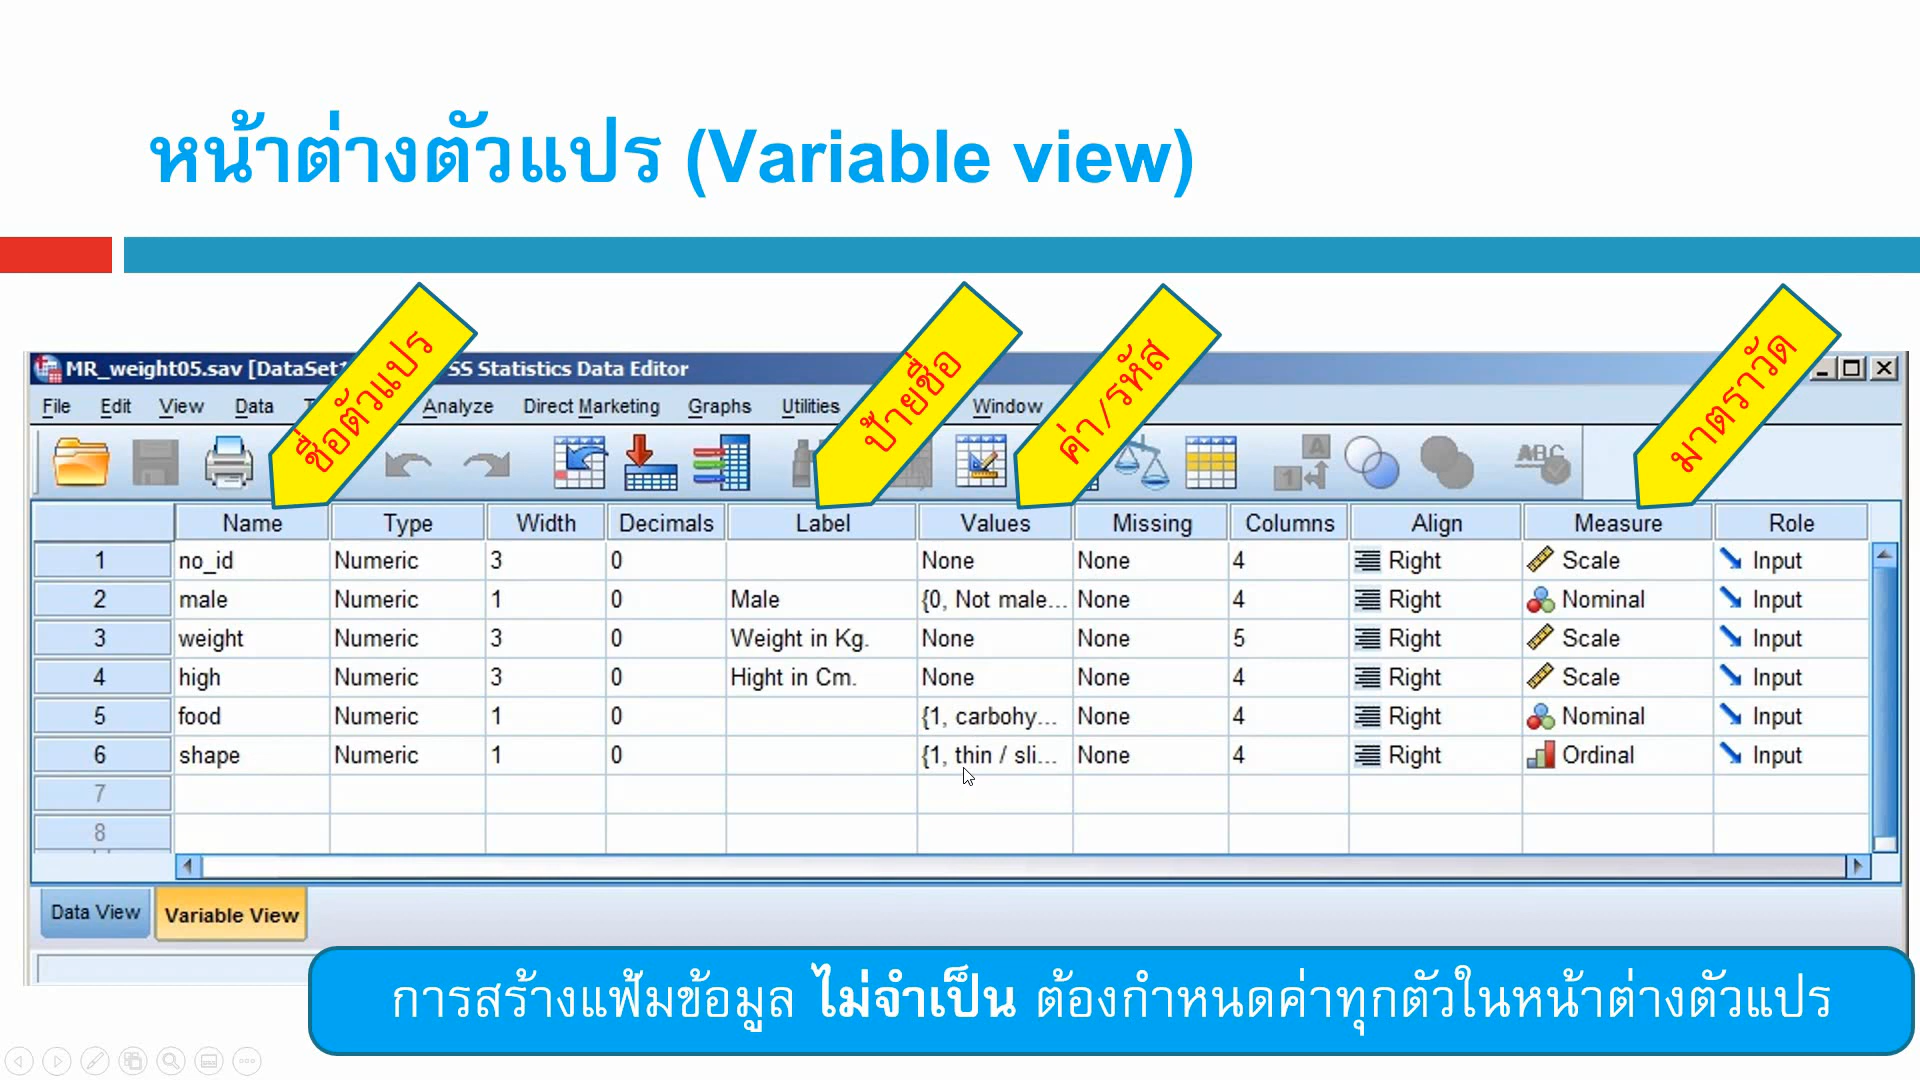 หน้าต่างตัวแปร (Variable view)
ชื่อตัวแปร
ป้ายชื่อ
ค่า/รหัส
มาตราวัด
MR_weight05.sav [DataSet SS Statistics Data Editor
File Edit View Data Analyze Direct Marketing Graphs Utilities Window
Name Type Width Decimals Label Values Missing Columns Align Measure Role
1 no_id Numeric 3 0 None None 4 Right Scale Input
2 male Numeric 1 0 Male {0, Not male... None 4 Right Nominal Input
3 weight Numeric 3 0 Weight in Kg. None None 5 Right Scale Input
4 high Numeric 3 0 Hight in Cm. None None 4 Right Scale Input
5 food Numeric 1 0 {1, carbohy... None 4 Right Nominal Input
6 shape Numeric 1 0 {1, thin / sli... None 4 Right Ordinal Input
7
8
Data View Variable View
การสร้างแฟ้มข้อมูล ไม่จำเป็น ต้องกำหนดค่าทุกตัวในหน้าต่างตัวแปร